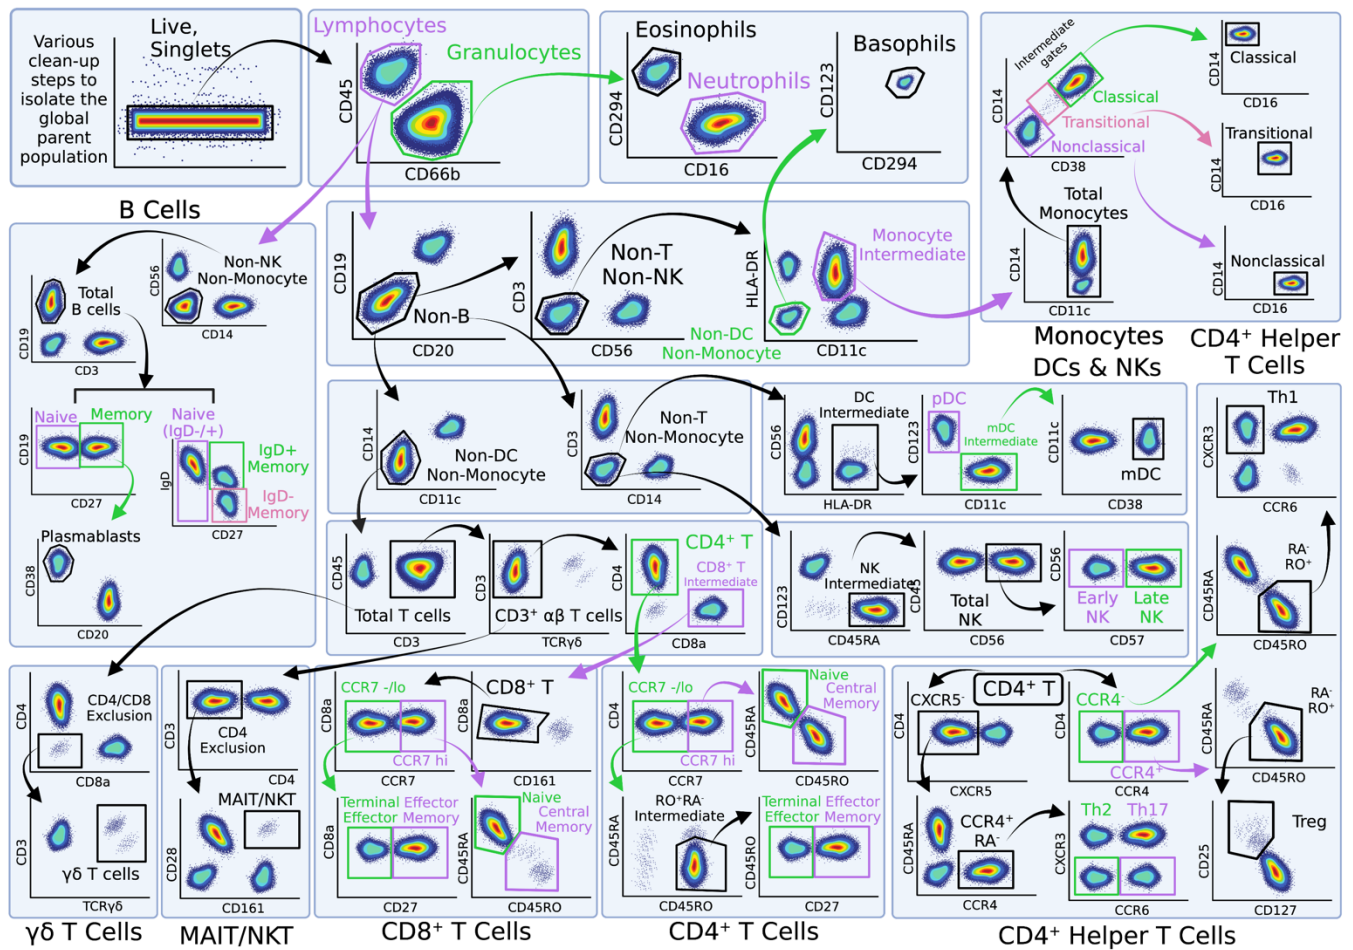 Various
clean-up
steps to
isolate the
global
parent
population
Live,
Singlets
Lymphocytes
Granulocytes
CD45
CD66b
Eosinophils
Neutrophils
CD294
CD16
Basophils
CD123
CD294
Intermediate
gates
CD14
Classical
Transitional
Nonclassical
CD38
Total
Monocytes
CD14
CD11c
CD14
Classical
CD16
Transitional
CD14
CD16
Nonclassical
CD14
CD16
Monocytes
DCs & NKs
CD4⁺ Helper
T Cells
B Cells
CD56
Non-NK
Non-Monocyte
CD14
Total
B cells
CD19
CD3
Naive
Memory
CD19
CD27
Naive
(IgD-/+)
IgD+
Memory
IgD-
Memory
IgD
CD27
Plasmablasts
CD38
CD20
CD19
Non-B
CD20
CD3
Non-T
Non-NK
CD56
HLA-DR
Monocyte
Intermediate
Non-DC
Non-Monocyte
CD11c
CD14
Non-DC
Non-Monocyte
CD11c
CD3
Non-T
Non-Monocyte
CD14
CD56
DC
Intermediate
HLA-DR
pDC
CD123
mDC
Intermediate
CD11c
CD11c
mDC
CD38
CD45
Total T cells
CD3
CD3
CD3⁺ αβ T cells
TCRγδ
CD4⁺ T
CD8⁺ T
Intermediate
CD4
CD8a
CD123
NK
Intermediate
CD45RA
CD45
Total
NK
CD56
CD56
Early
NK
Late
NK
CD57
Th1
CXCR3
CCR6
CD45RA
RA⁻
RO⁺
CD45RO
CD4
CD4/CD8
Exclusion
CD8a
CD3
γδ T cells
TCRγδ
γδ T Cells
CD3
CD4
Exclusion
CD4
MAIT/NKT
CD28
CD161
MAIT/NKT
CCR7 -/lo
CD8a
CCR7 hi
CCR7
CD8⁺ T
CD8a
CD161
Terminal
Effector
Effector
Memory
CD8a
CD27
Naive
Central
Memory
CD45RA
CD45RO
CD8⁺ T Cells
CCR7 -/lo
CD4
CCR7 hi
CCR7
Naive
Central
Memory
CD45RA
CD45RO
RO⁺RA⁻
Intermediate
CD45RA
CD45RO
Terminal
Effector
Effector
Memory
CD45RO
CD27
CD4⁺ T Cells
CD4⁺ T
CXCR5⁻
CD4
CXCR5
CCR4⁻
CD4
CCR4⁺
CCR4
RA⁻
RO⁺
CD45RA
CD45RO
CCR4⁺
RA⁻
CD45RA
CCR4
Th2
Th17
CXCR3
CCR6
Treg
CD25
CD127
CD4⁺ Helper T Cells